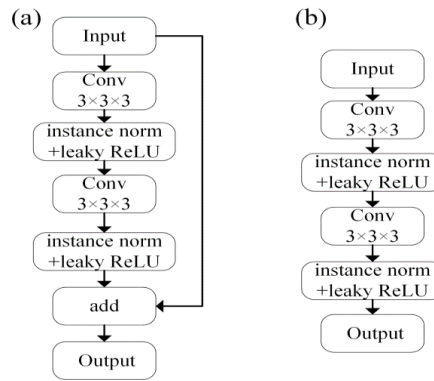 (a)
Input
Conv
3×3×3
instance norm
+leaky ReLU
Conv
3×3×3
instance norm
+leaky ReLU
add
Output
(b)
Input
Conv
3×3×3
instance norm
+leaky ReLU
Conv
3×3×3
instance norm
+leaky ReLU
Output